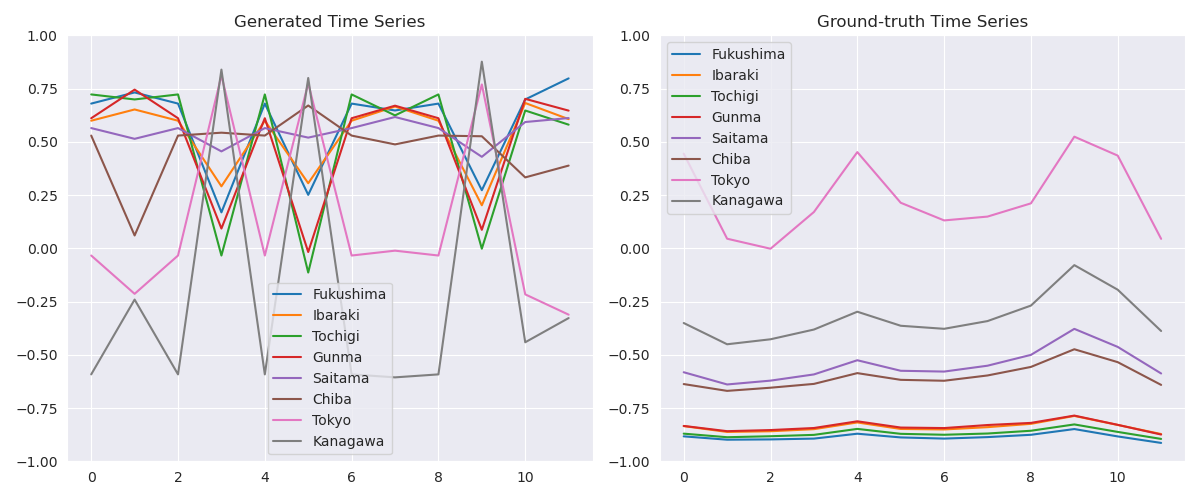 Generated Time Series
1.00
0.75
0.50
0.25
0.00
−0.25
−0.50
−0.75
−1.00
0 2 4 6 8 10
Fukushima
Ibaraki
Tochigi
Gunma
Saitama
Chiba
Tokyo
Kanagawa
Ground-truth Time Series
1.00
0.75
0.50
0.25
0.00
−0.25
−0.50
−0.75
−1.00
0 2 4 6 8 10
Fukushima
Ibaraki
Tochigi
Gunma
Saitama
Chiba
Tokyo
Kanagawa